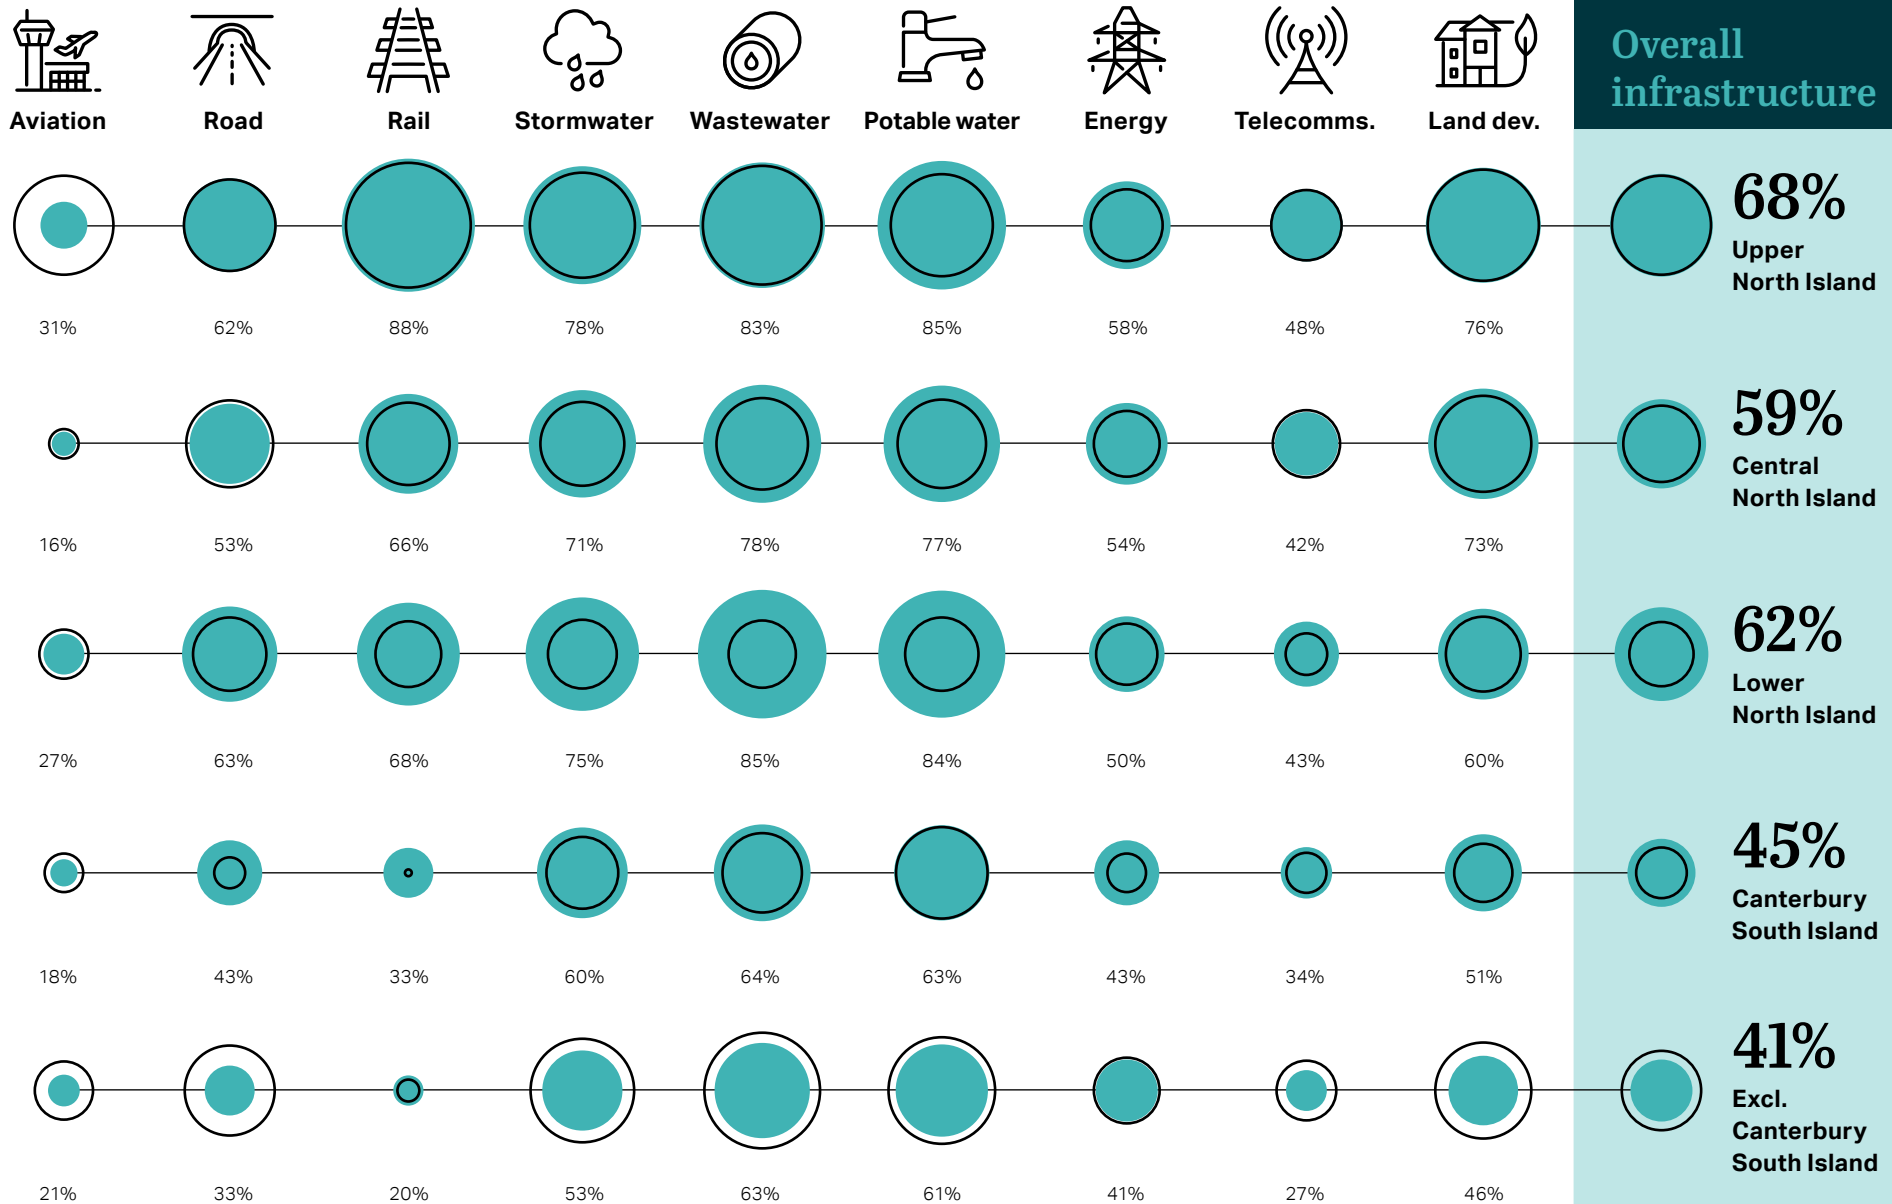 Overall
infrastructure
Aviation Road Rail Stormwater Wastewater Potable water Energy Telecomms. Land dev.
68%
Upper
North Island
31% 62% 88% 78% 83% 85% 58% 48% 76%
59%
Central
North Island
16% 53% 66% 71% 78% 77% 54% 42% 73%
62%
Lower
North Island
27% 63% 68% 75% 85% 84% 50% 43% 60%
45%
Canterbury
South Island
18% 43% 33% 60% 64% 63% 43% 34% 51%
41%
Excl.
Canterbury
South Island
21% 33% 20% 53% 63% 61% 41% 27% 46%